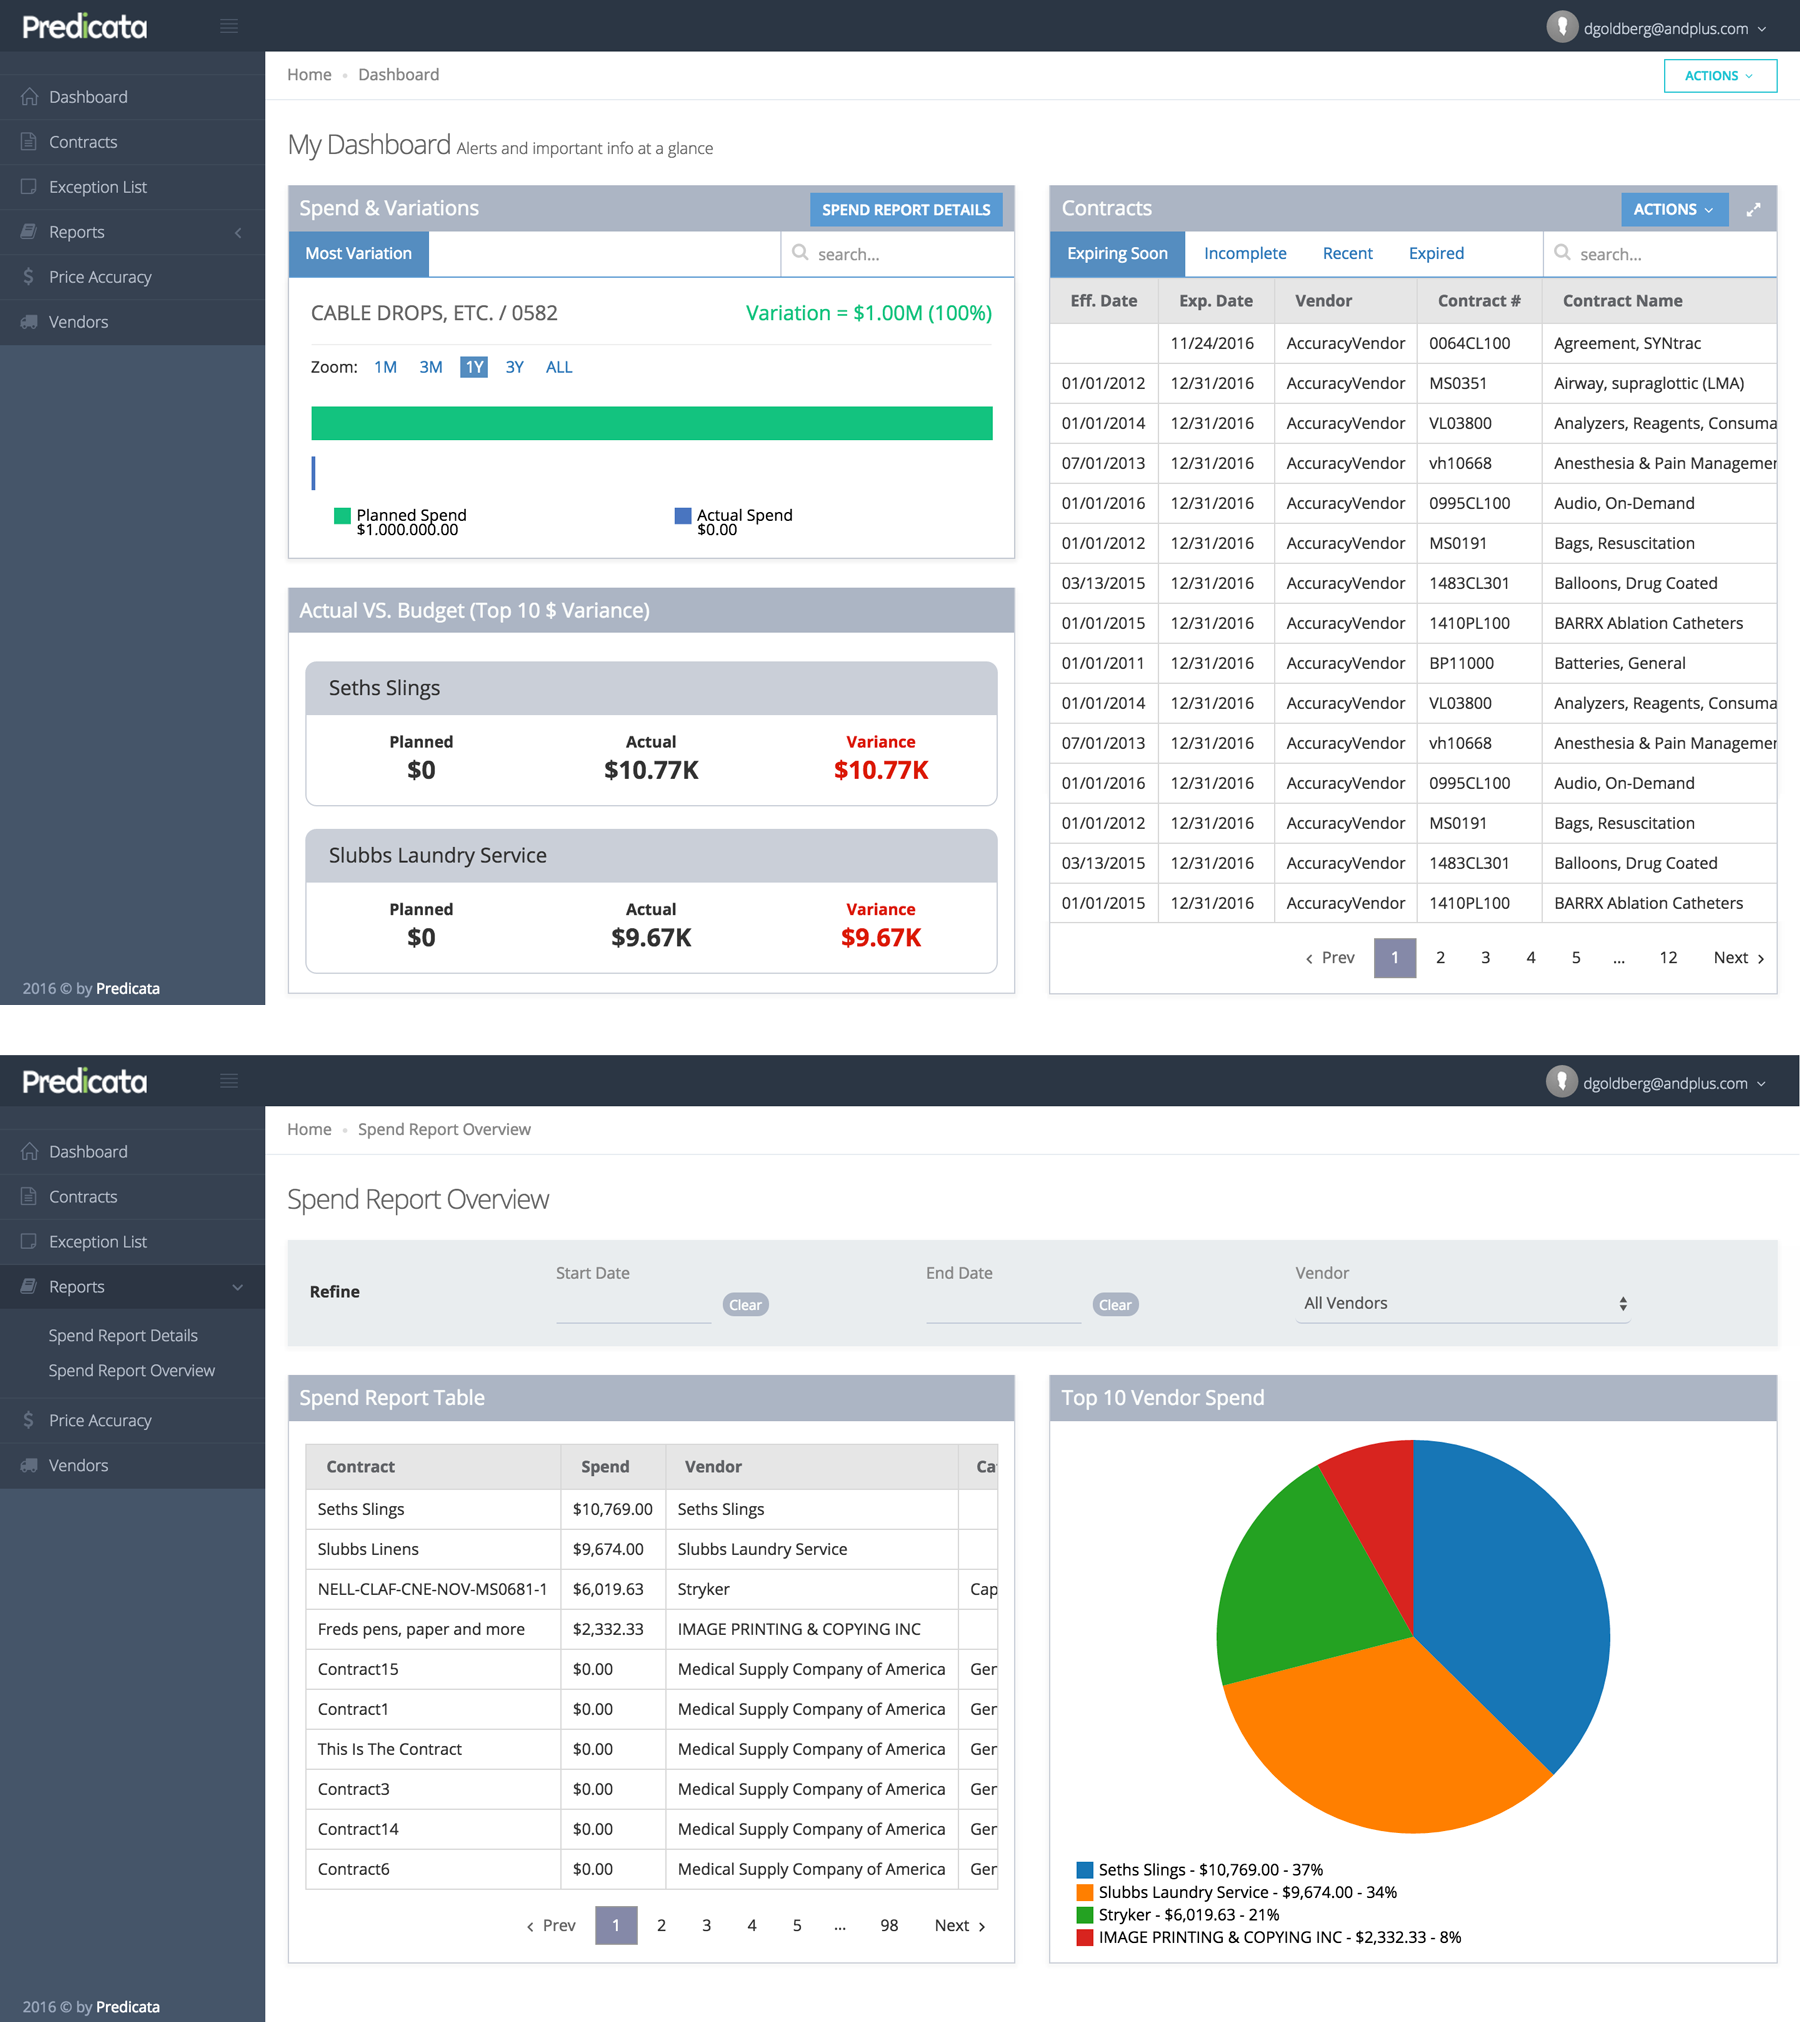 Predicata
dgoldberg@andplus.com
Dashboard
Contracts
Exception List
Reports
Price Accuracy
Vendors
2016 © by Predicata
Home • Dashboard
ACTIONS
My Dashboard Alerts and important info at a glance
Spend & Variations SPEND REPORT DETAILS
Most Variation search...
CABLE DROPS, ETC. / 0582 Variation = $1.00M (100%)
Zoom: 1M 3M 1Y 3Y ALL
Planned Spend Actual Spend
$1.000.000.00 $0.00
Actual VS. Budget (Top 10 $ Variance)
Seths Slings
Planned Actual Variance
$0 $10.77K $10.77K
Slubbs Laundry Service
Planned Actual Variance
$0 $9.67K $9.67K
Contracts ACTIONS
Expiring Soon Incomplete Recent Expired search...
Eff. Date Exp. Date Vendor Contract # Contract Name
11/24/2016 AccuracyVendor 0064CL100 Agreement, SYNtrac
01/01/2012 12/31/2016 AccuracyVendor MS0351 Airway, supraglottic (LMA)
01/01/2014 12/31/2016 AccuracyVendor VL03800 Analyzers, Reagents, Consuma
07/01/2013 12/31/2016 AccuracyVendor vh10668 Anesthesia & Pain Managemer
01/01/2016 12/31/2016 AccuracyVendor 0995CL100 Audio, On-Demand
01/01/2012 12/31/2016 AccuracyVendor MS0191 Bags, Resuscitation
03/13/2015 12/31/2016 AccuracyVendor 1483CL301 Balloons, Drug Coated
01/01/2015 12/31/2016 AccuracyVendor 1410PL100 BARRX Ablation Catheters
01/01/2011 12/31/2016 AccuracyVendor BP11000 Batteries, General
01/01/2014 12/31/2016 AccuracyVendor VL03800 Analyzers, Reagents, Consuma
07/01/2013 12/31/2016 AccuracyVendor vh10668 Anesthesia & Pain Managemer
01/01/2016 12/31/2016 AccuracyVendor 0995CL100 Audio, On-Demand
01/01/2012 12/31/2016 AccuracyVendor MS0191 Bags, Resuscitation
03/13/2015 12/31/2016 AccuracyVendor 1483CL301 Balloons, Drug Coated
01/01/2015 12/31/2016 AccuracyVendor 1410PL100 BARRX Ablation Catheters
‹ Prev 1 2 3 4 5 ... 12 Next ›
Predicata
dgoldberg@andplus.com
Dashboard
Contracts
Exception List
Reports
Spend Report Details
Spend Report Overview
Price Accuracy
Vendors
2016 © by Predicata
Home • Spend Report Overview
Spend Report Overview
Refine
Start Date
Clear
End Date
Clear
Vendor
All Vendors
Spend Report Table
Contract Spend Vendor Ca
Seths Slings $10,769.00 Seths Slings
Slubbs Linens $9,674.00 Slubbs Laundry Service
NELL-CLAF-CNE-NOV-MS0681-1 $6,019.63 Stryker Cap
Freds pens, paper and more $2,332.33 IMAGE PRINTING & COPYING INC
Contract15 $0.00 Medical Supply Company of America Ger
Contract1 $0.00 Medical Supply Company of America Ger
This Is The Contract $0.00 Medical Supply Company of America Ger
Contract3 $0.00 Medical Supply Company of America Ger
Contract14 $0.00 Medical Supply Company of America Ger
Contract6 $0.00 Medical Supply Company of America Ger
‹ Prev 1 2 3 4 5 ... 98 Next ›
Top 10 Vendor Spend
Seths Slings - $10,769.00 - 37%
Slubbs Laundry Service - $9,674.00 - 34%
Stryker - $6,019.63 - 21%
IMAGE PRINTING & COPYING INC - $2,332.33 - 8%